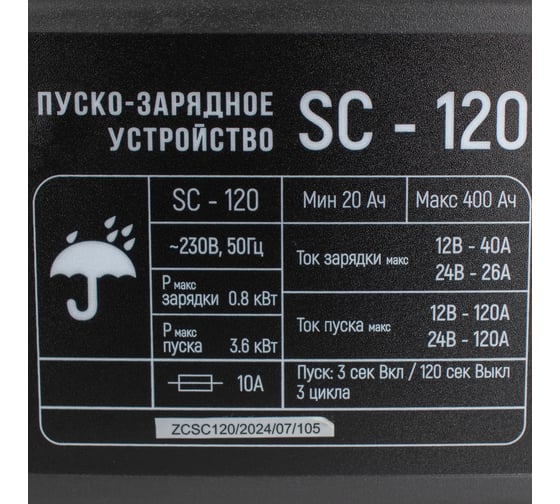 ПУСКО-ЗАРЯДНОЕ
УСТРОЙСТВО
SC - 120
SC - 120
Мин 20 Ач
Макс 400 Ач
~230В, 50Гц
Ток зарядки макс
12В - 40А
24В - 26А
P макс
зарядки 0.8 кВт
Ток пуска макс
12В - 120А
24В - 120А
P макс
пуска 3.6 кВт
10А
Пуск: 3 сек Вкл / 120 сек Выкл
3 цикла
ZCSC120/2024/07/105